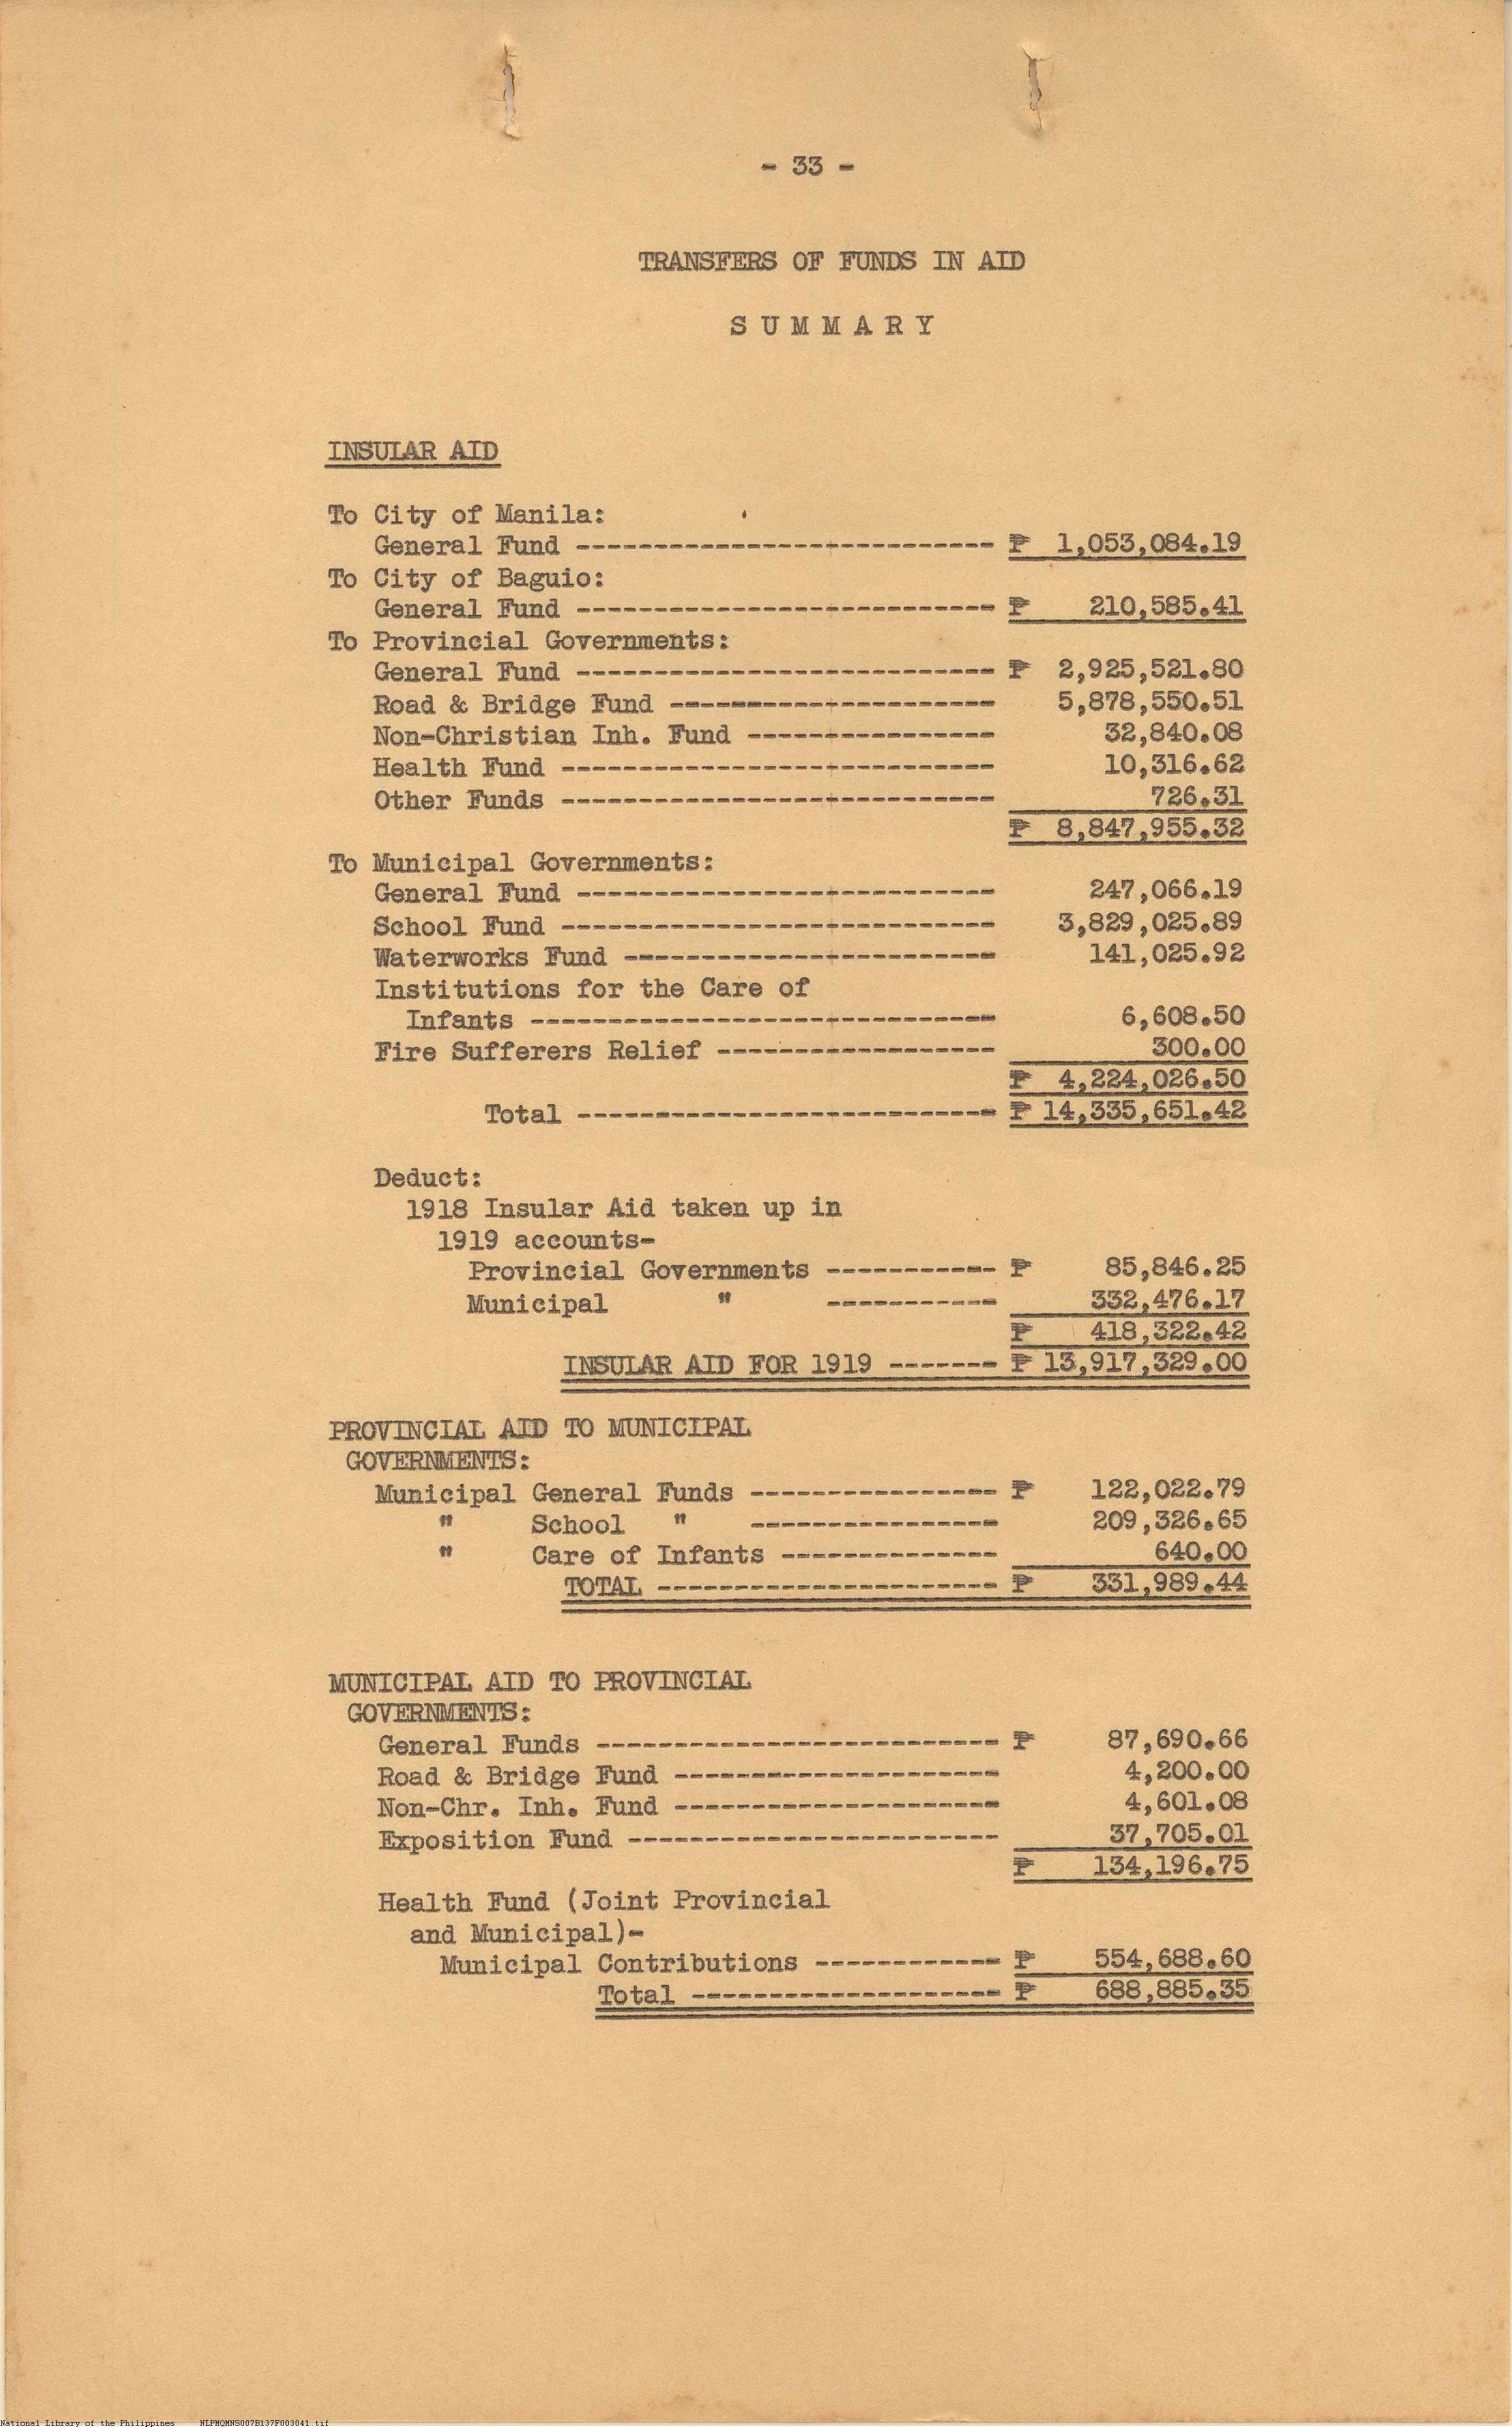 - 33 -
TRANSFERS OF FUNDS IN AID
S U M M A R Y
INSULAR AID
To City of Manila:
General Fund --------------------------- ₱ 1,053,084.19
To City of Baguio:
General Fund --------------------------- ₱ 210,585.41
To Provincial Governments:
General Fund --------------------------- ₱ 2,925,521.80
Road & Bridge Fund --------------------- 5,878,550.51
Non-Christian Inh. Fund ---------------- 32,840.08
Health Fund ---------------------------- 10,316.62
Other Funds ---------------------------- 726.31
₱ 8,847,955.32
To Municipal Governments:
General Fund --------------------------- 247,066.19
School Fund ---------------------------- 3,829,025.89
Waterworks Fund ------------------------ 141,025.92
Institutions for the Care of
Infants ------------------------------ 6,608.50
Fire Sufferers Relief ------------------ 300.00
₱ 4,224,026.50
Total --------------------------- ₱ 14,335,651.42
Deduct:
1918 Insular Aid taken up in
1919 accounts-
Provincial Governments ----------- ₱ 85,846.25
Municipal " ----------- 332,476.17
₱ 418,322.42
INSULAR AID FOR 1919 ------- ₱ 13,917,329.00
PROVINCIAL AID TO MUNICIPAL
GOVERNMENTS:
Municipal General Funds ---------------- ₱ 122,022.79
" School " ---------------- 209,326.65
" Care of Infants -------------- 640.00
TOTAL ---------------------- ₱ 331,989.44
MUNICIPAL AID TO PROVINCIAL
GOVERNMENTS:
General Funds -------------------------- ₱ 87,690.66
Road & Bridge Fund --------------------- 4,200.00
Non-Chr. Inh. Fund --------------------- 4,601.08
Exposition Fund ------------------------ 37,705.01
₱ 134,196.75
Health Fund (Joint Provincial
and Municipal)-
Municipal Contributions ------------ ₱ 554,688.60
Total -------------------- ₱ 688,885.35
National Library of the Philippines NLPMQMNS007B137F003041.tif